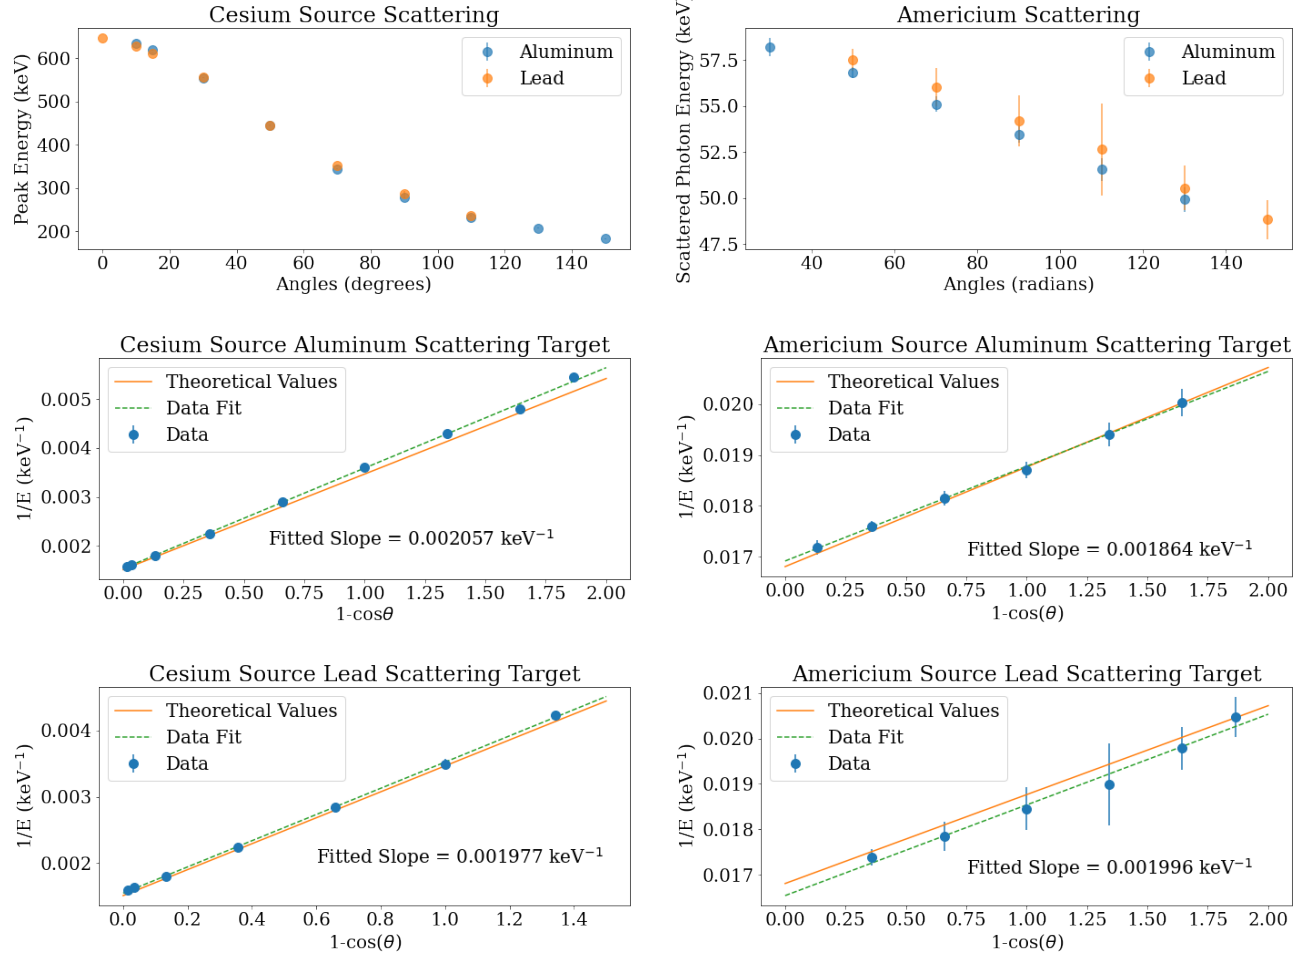 Cesium Source Scattering
Peak Energy (keV)
600
500
400
300
200
Aluminum
Lead
0 20 40 60 80 100 120 140
Angles (degrees)
Americium Scattering
Scattered Photon Energy (keV)
57.5
55.0
52.5
50.0
47.5
Aluminum
Lead
40 60 80 100 120 140
Angles (radians)
Cesium Source Aluminum Scattering Target
1/E (keV⁻¹)
0.005
0.004
0.003
0.002
Theoretical Values
Data Fit
Data
Fitted Slope = 0.002057 keV⁻¹
0.00 0.25 0.50 0.75 1.00 1.25 1.50 1.75 2.00
1-cosθ
Americium Source Aluminum Scattering Target
1/E (keV⁻¹)
0.020
0.019
0.018
0.017
Theoretical Values
Data Fit
Data
Fitted Slope = 0.001864 keV⁻¹
0.00 0.25 0.50 0.75 1.00 1.25 1.50 1.75 2.00
1-cos(θ)
Cesium Source Lead Scattering Target
1/E (keV⁻¹)
0.004
0.003
0.002
Theoretical Values
Data Fit
Data
Fitted Slope = 0.001977 keV⁻¹
0.0 0.2 0.4 0.6 0.8 1.0 1.2 1.4
1-cos(θ)
Americium Source Lead Scattering Target
1/E (keV⁻¹)
0.021
0.020
0.019
0.018
0.017
Theoretical Values
Data Fit
Data
Fitted Slope = 0.001996 keV⁻¹
0.00 0.25 0.50 0.75 1.00 1.25 1.50 1.75 2.00
1-cos(θ)